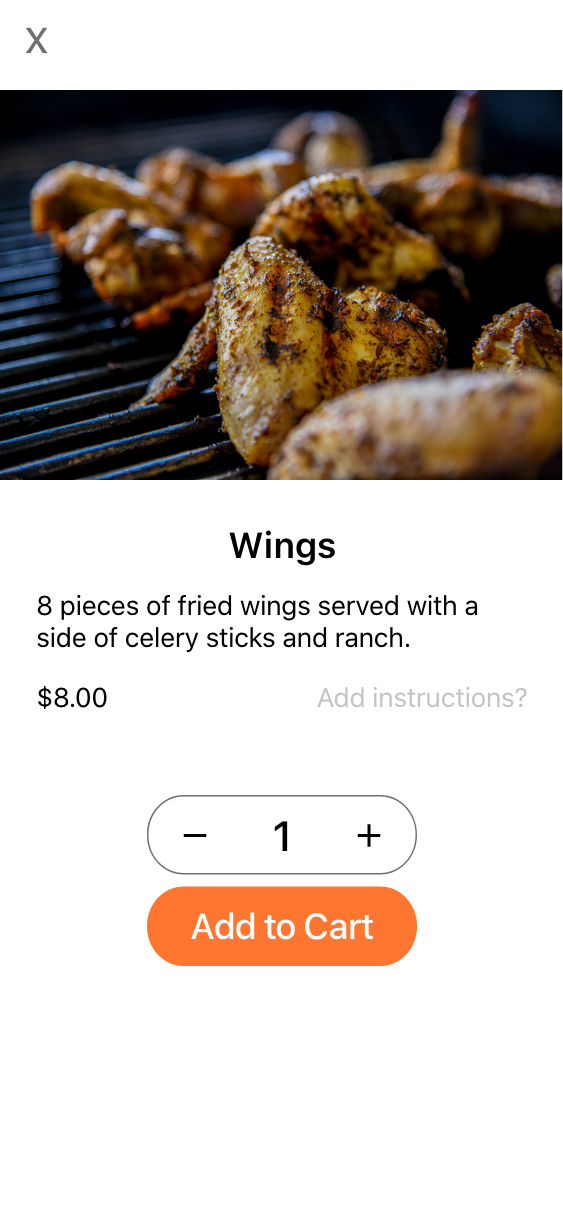 X
Wings
8 pieces of fried wings served with a
side of celery sticks and ranch.
$8.00 Add instructions?
− 1 +
Add to Cart